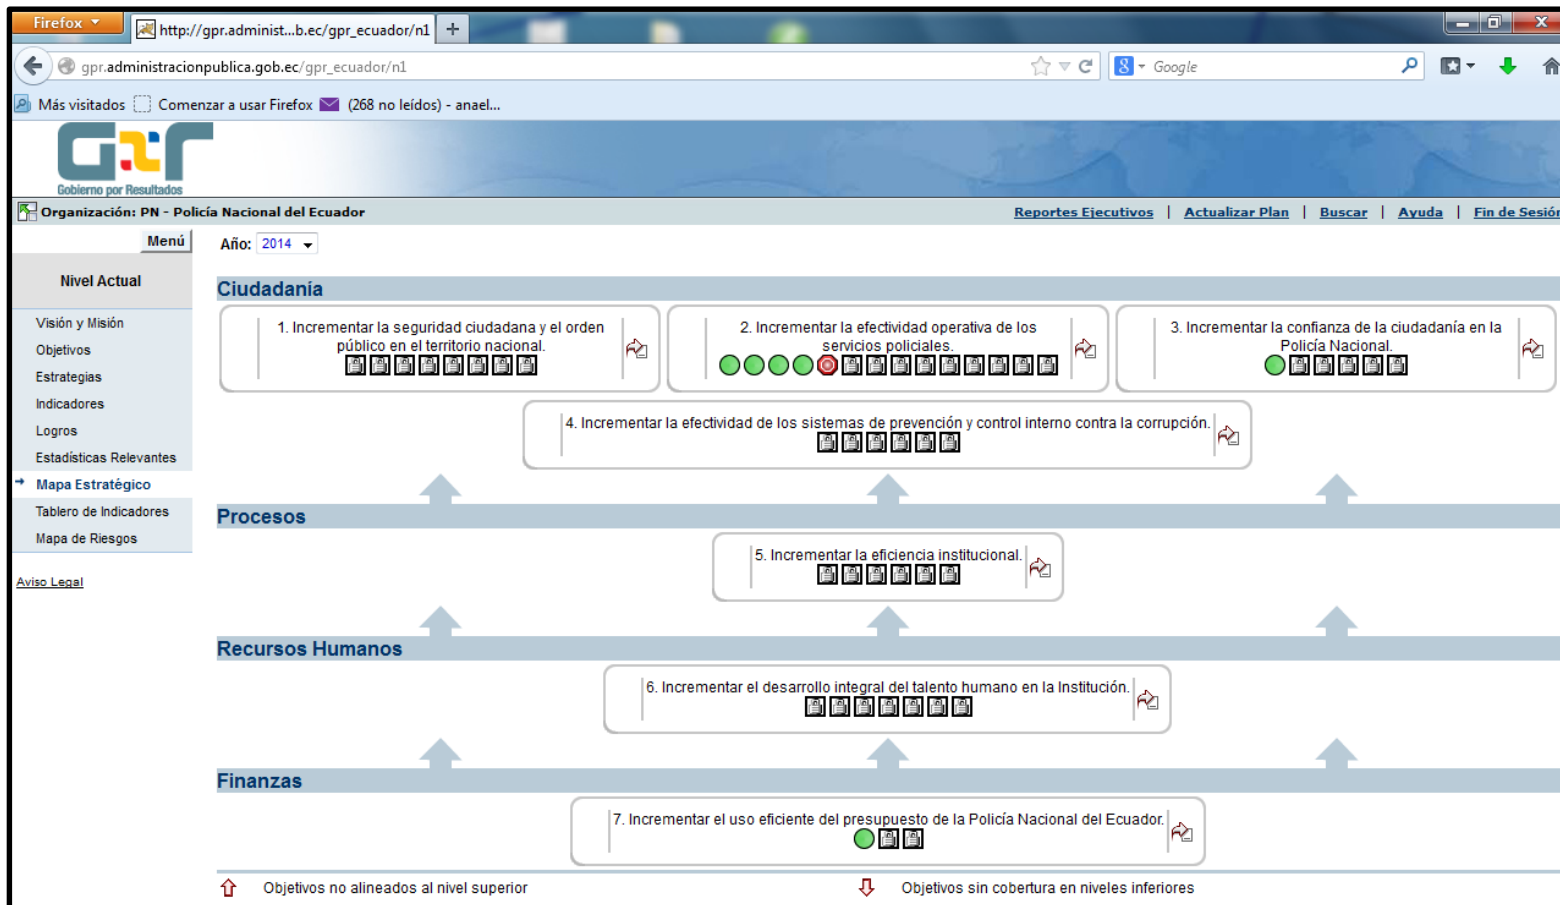 Firefox
http://gpr.administ...b.ec/gpr_ecuador/n1
gpr.administracionpublica.gob.ec/gpr_ecuador/n1
Google
Más visitados
Comenzar a usar Firefox
(268 no leídos) - anael...
GPR
Gobierno por Resultados
Organización: PN - Policía Nacional del Ecuador
Reportes Ejecutivos | Actualizar Plan | Buscar | Ayuda | Fin de Sesión
Menú
Año: 2014
Nivel Actual
Visión y Misión
Objetivos
Estrategias
Indicadores
Logros
Estadísticas Relevantes
Mapa Estratégico
Tablero de Indicadores
Mapa de Riesgos
Aviso Legal
Ciudadanía
1. Incrementar la seguridad ciudadana y el orden
público en el territorio nacional.
2. Incrementar la efectividad operativa de los
servicios policiales.
3. Incrementar la confianza de la ciudadanía en la
Policía Nacional.
4. Incrementar la efectividad de los sistemas de prevención y control interno contra la corrupción.
Procesos
5. Incrementar la eficiencia institucional.
Recursos Humanos
6. Incrementar el desarrollo integral del talento humano en la Institución.
Finanzas
7. Incrementar el uso eficiente del presupuesto de la Policía Nacional del Ecuador.
Objetivos no alineados al nivel superior
Objetivos sin cobertura en niveles inferiores